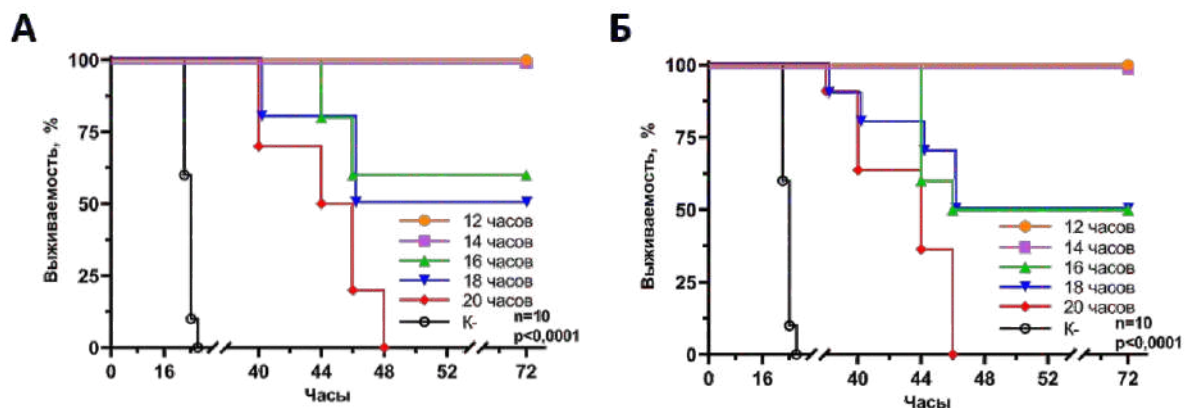 А
Выживаемость, %
100
75
50
25
0
12 часов
14 часов
16 часов
18 часов
20 часов
К-
n=10
p<0,0001
0 16 40 44 48 52 72
Часы
Б
Выживаемость, %
100
75
50
25
0
12 часов
14 часов
16 часов
18 часов
20 часов
К-
n=10
p<0,0001
0 16 40 44 48 52 72
Часы